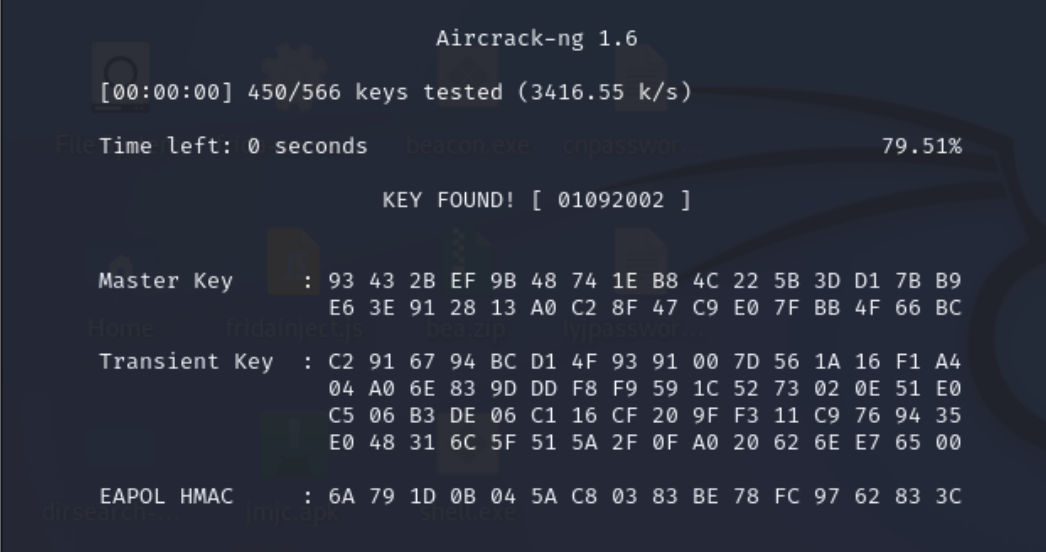 Aircrack-ng 1.6
[00:00:00] 450/566 keys tested (3416.55 k/s)
Time left: 0 seconds 79.51%
KEY FOUND! [ 01092002 ]
Master Key : 93 43 2B EF 9B 48 74 1E B8 4C 22 5B 3D D1 7B B9
E6 3E 91 28 13 A0 C2 8F 47 C9 E0 7F BB 4F 66 BC
Transient Key : C2 91 67 94 BC D1 4F 93 91 00 7D 56 1A 16 F1 A4
04 A0 6E 83 9D DD F8 F9 59 1C 52 73 02 0E 51 E0
C5 06 B3 DE 06 C1 16 CF 20 9F F3 11 C9 76 94 35
E0 48 31 6C 5F 51 5A 2F 0F A0 20 62 6E E7 65 00
EAPOL HMAC : 6A 79 1D 0B 04 5A C8 03 83 BE 78 FC 97 62 83 3C
beacon.exe
Home
fridainject.js
bea.zip
dirsearch-...
jmjc.apk
shell.exe